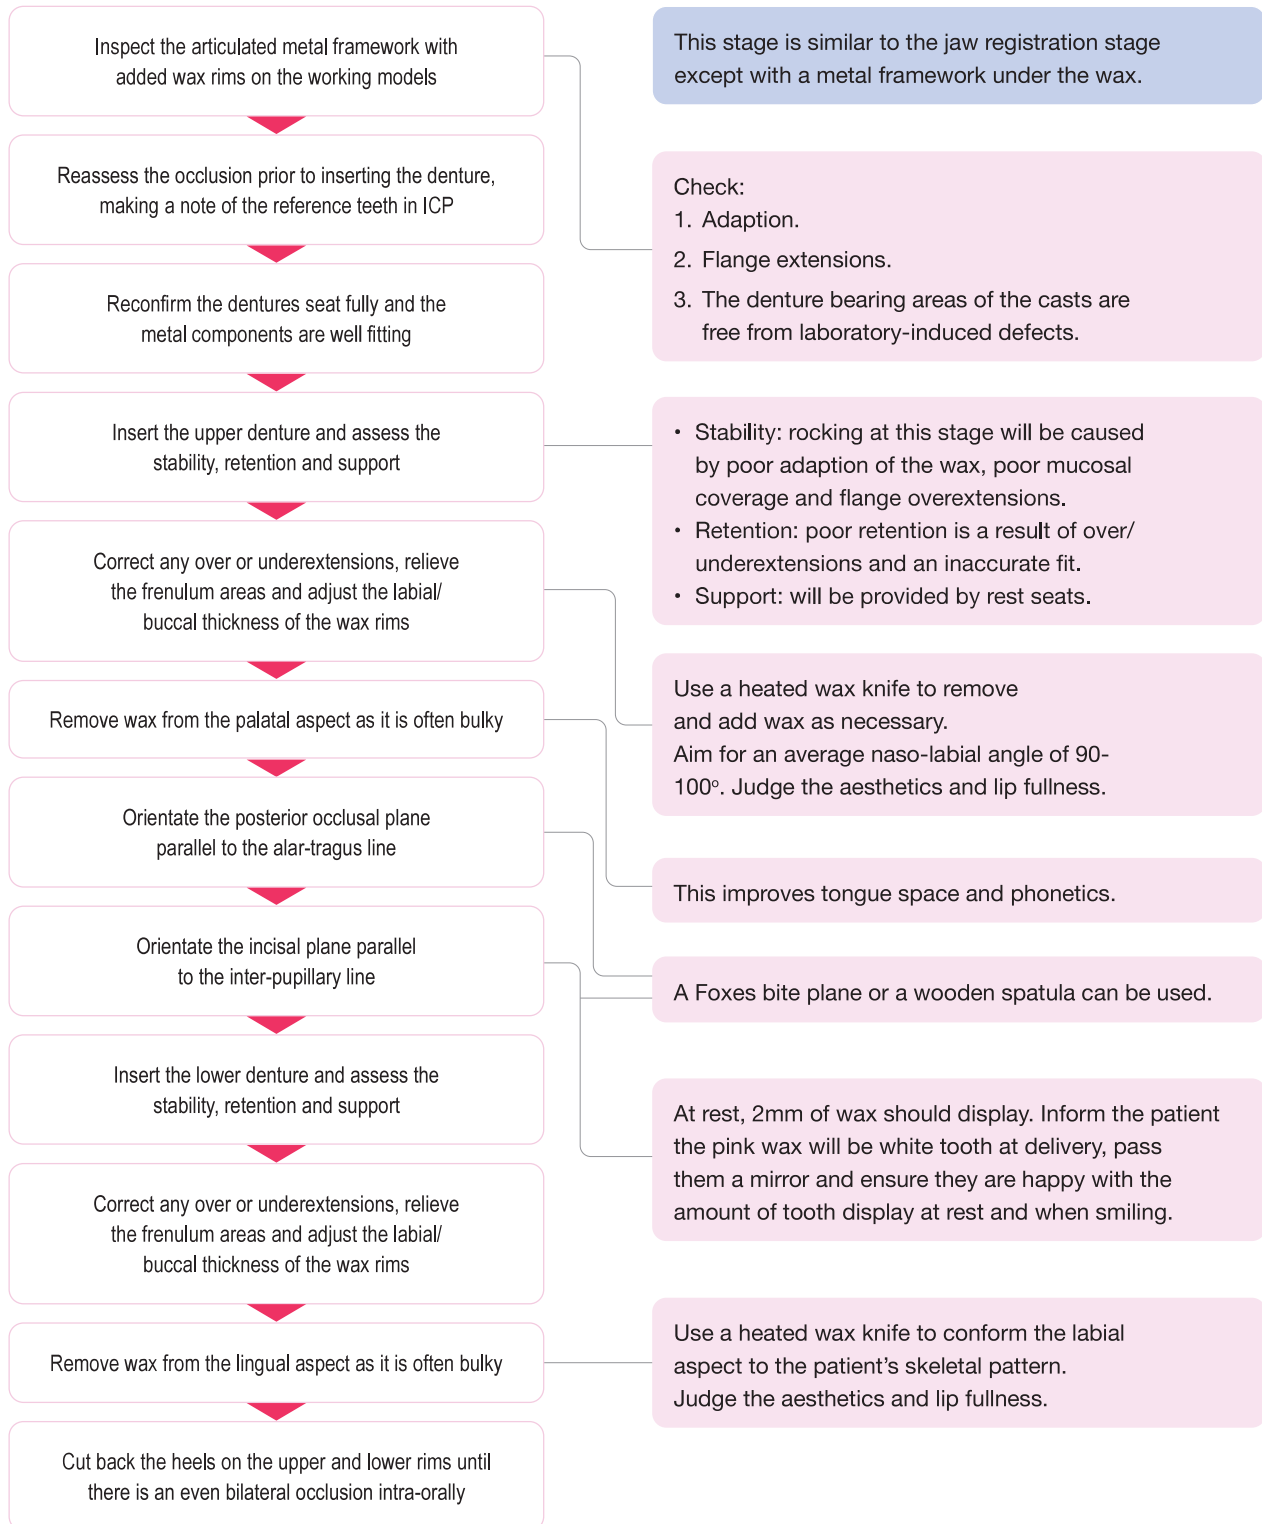 Inspect the articulated metal framework with
added wax rims on the working models
Reassess the occlusion prior to inserting the denture,
making a note of the reference teeth in ICP
Reconfirm the dentures seat fully and the
metal components are well fitting
Insert the upper denture and assess the
stability, retention and support
Correct any over or underextensions, relieve
the frenulum areas and adjust the labial/
buccal thickness of the wax rims
Remove wax from the palatal aspect as it is often bulky
Orientate the posterior occlusal plane
parallel to the alar-tragus line
Orientate the incisal plane parallel
to the inter-pupillary line
Insert the lower denture and assess the
stability, retention and support
Correct any over or underextensions, relieve
the frenulum areas and adjust the labial/
buccal thickness of the wax rims
Remove wax from the lingual aspect as it is often bulky
Cut back the heels on the upper and lower rims until
there is an even bilateral occlusion intra-orally
This stage is similar to the jaw registration stage
except with a metal framework under the wax.
Check:
1. Adaption.
2. Flange extensions.
3. The denture bearing areas of the casts are
free from laboratory-induced defects.
• Stability: rocking at this stage will be caused
by poor adaption of the wax, poor mucosal
coverage and flange overextensions.
• Retention: poor retention is a result of over/
underextensions and an inaccurate fit.
• Support: will be provided by rest seats.
Use a heated wax knife to remove
and add wax as necessary.
Aim for an average naso-labial angle of 90-
100º. Judge the aesthetics and lip fullness.
This improves tongue space and phonetics.
A Foxes bite plane or a wooden spatula can be used.
At rest, 2mm of wax should display. Inform the patient
the pink wax will be white tooth at delivery, pass
them a mirror and ensure they are happy with the
amount of tooth display at rest and when smiling.
Use a heated wax knife to conform the labial
aspect to the patient’s skeletal pattern.
Judge the aesthetics and lip fullness.